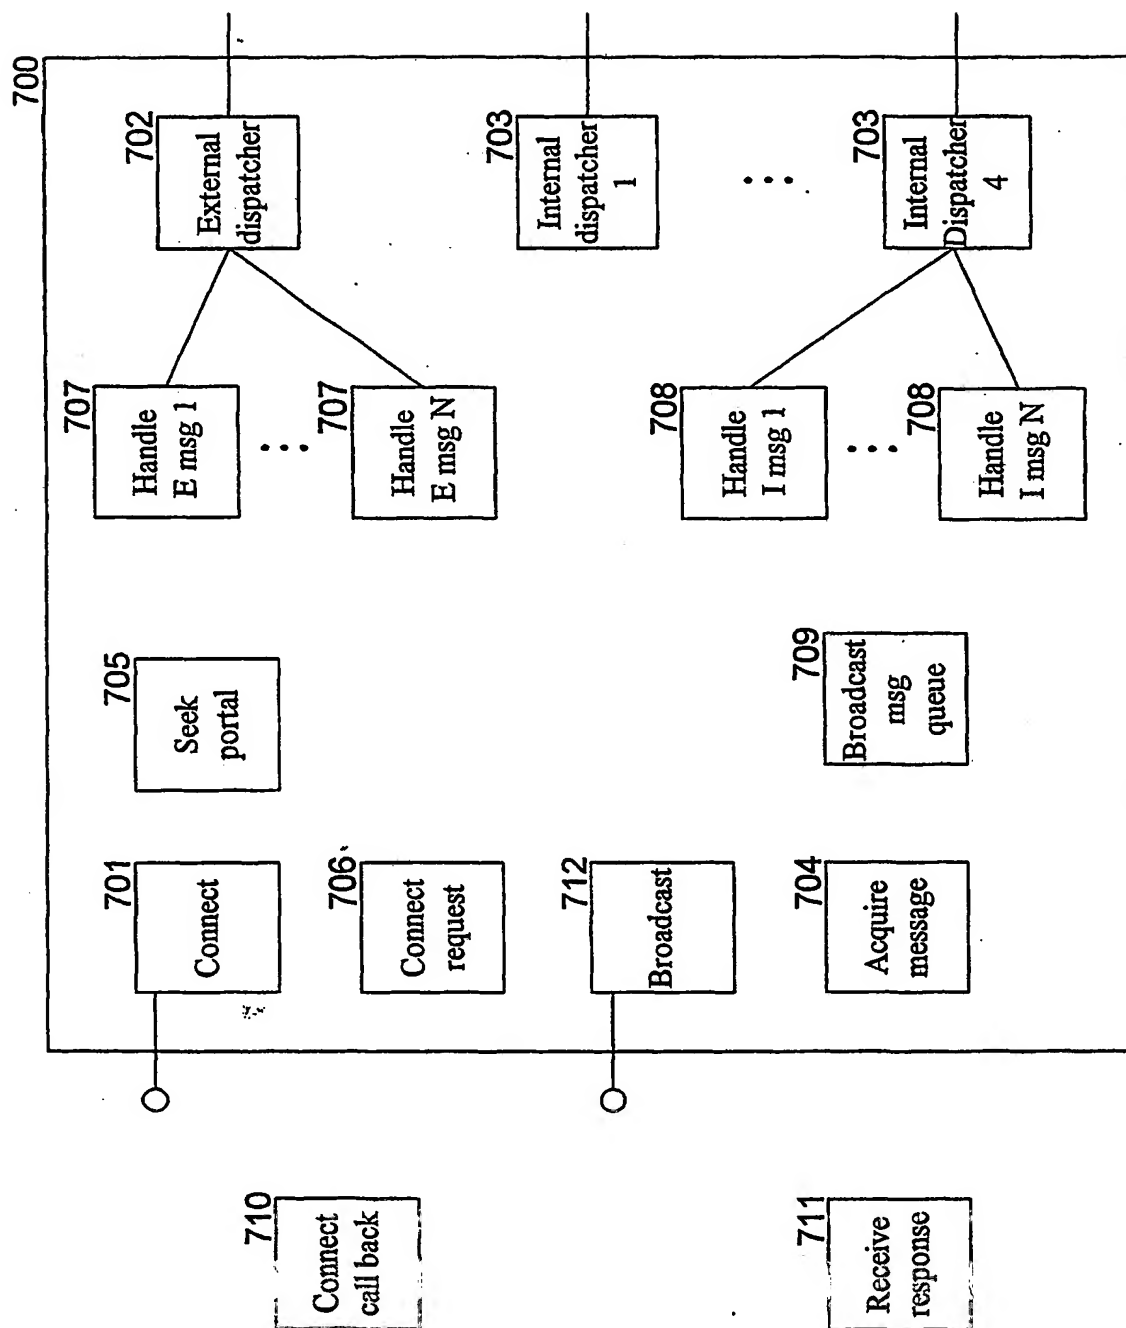 700
710
Connect
call back
711
Receive
response
701
Connect
706
Connect
request
712
Broadcast
704
Acquire
message
705
Seek
portal
709
Broadcast
msg
queue
707
Handle
E msg 1
707
Handle
E msg N
708
Handle
I msg 1
708
Handle
I msg N
702
External
dispatcher
703
Internal
dispatcher
1
703
Internal
Dispatcher
4